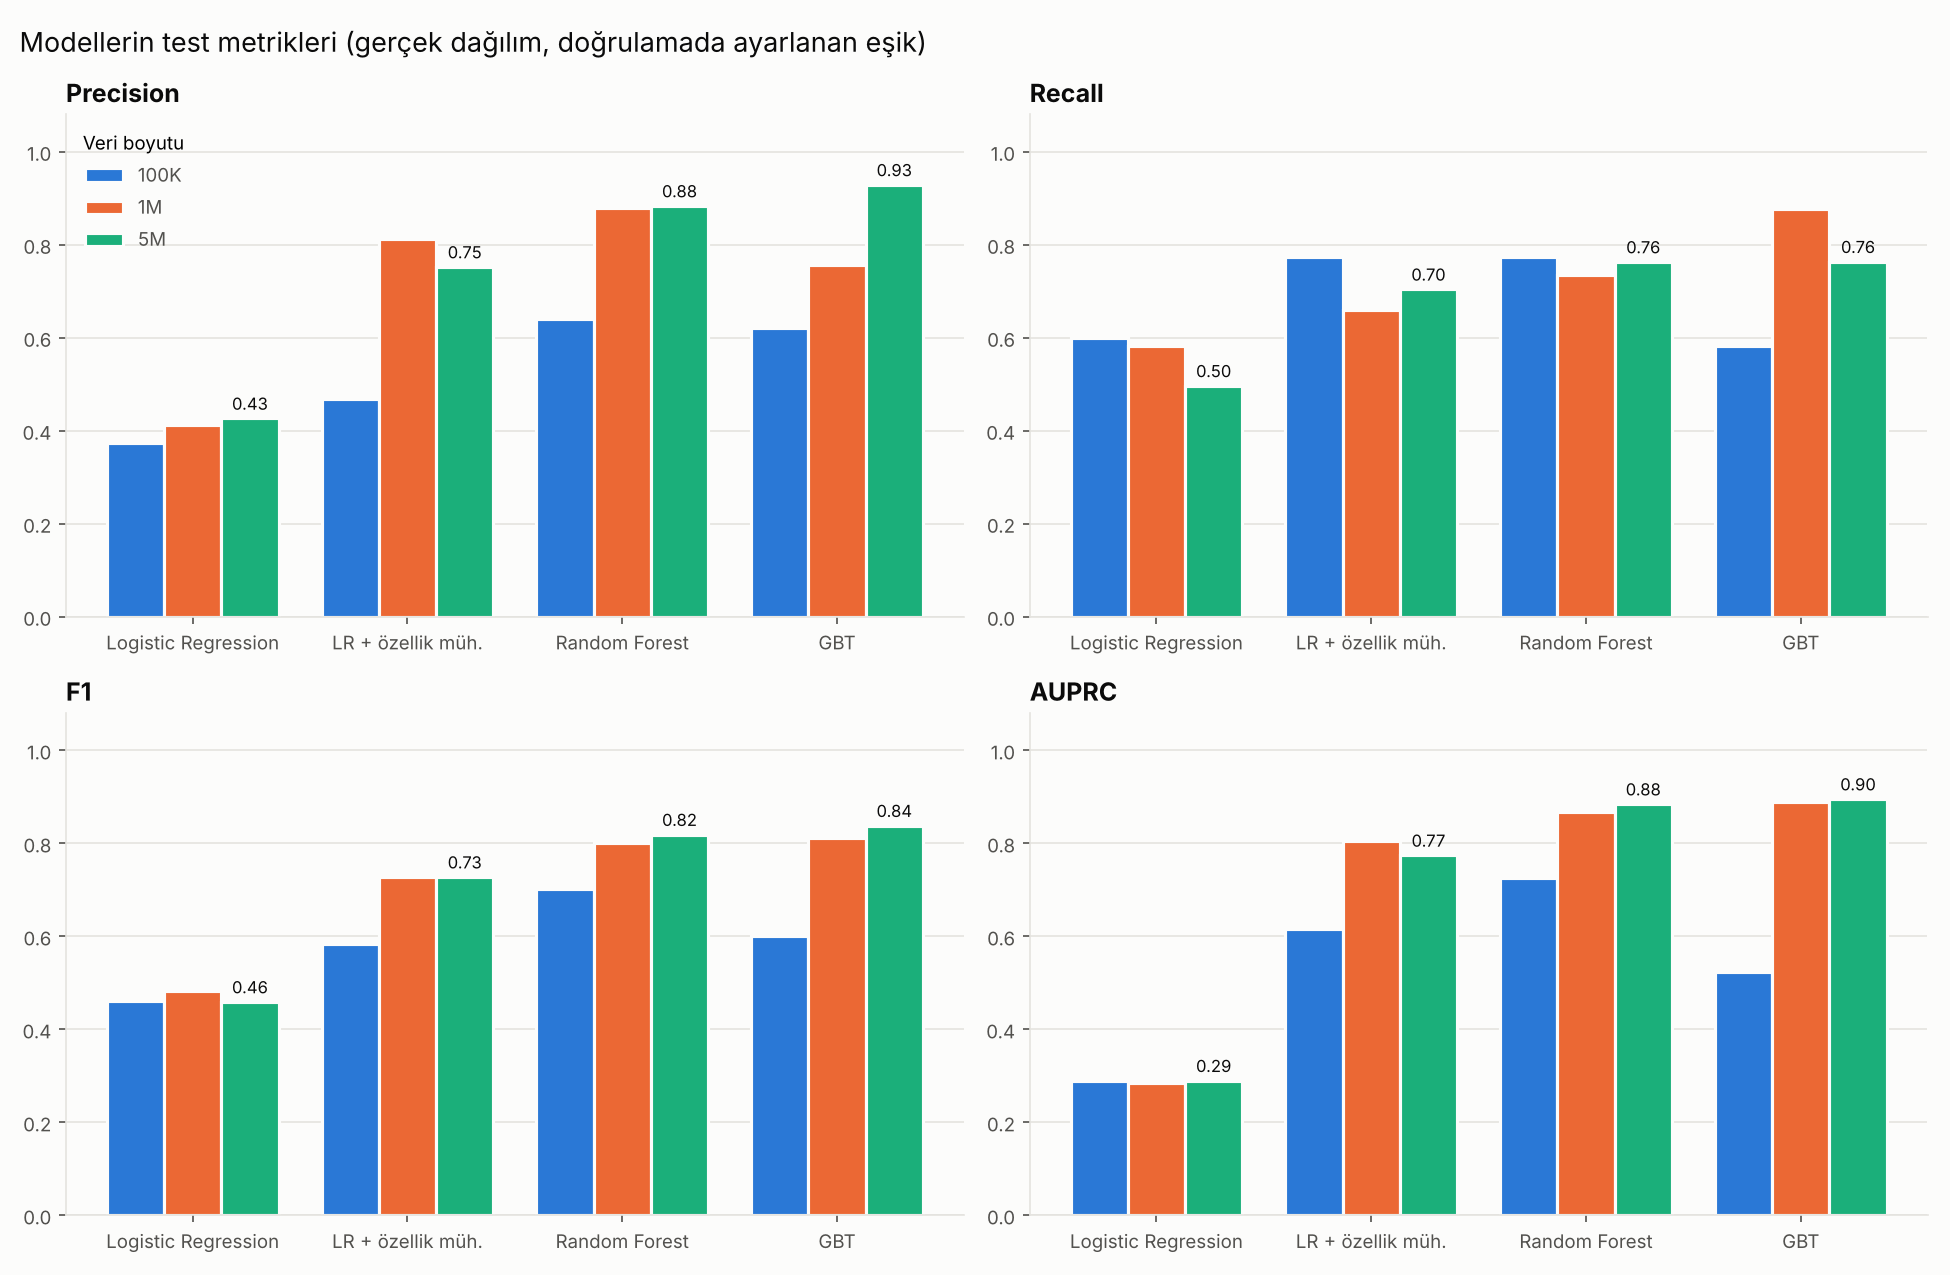 Modellerin test metrikleri (gerçek dağılım, doğrulamada ayarlanan eşik)
Precision
Veri boyutu
100K
1M
5M
1.0
0.8
0.6
0.4
0.2
0.0
0.43
0.75
0.88
0.93
Logistic Regression
LR + özellik müh.
Random Forest
GBT
Recall
1.0
0.8
0.6
0.4
0.2
0.0
0.50
0.70
0.76
0.76
Logistic Regression
LR + özellik müh.
Random Forest
GBT
F1
1.0
0.8
0.6
0.4
0.2
0.0
0.46
0.73
0.82
0.84
Logistic Regression
LR + özellik müh.
Random Forest
GBT
AUPRC
1.0
0.8
0.6
0.4
0.2
0.0
0.29
0.77
0.88
0.90
Logistic Regression
LR + özellik müh.
Random Forest
GBT